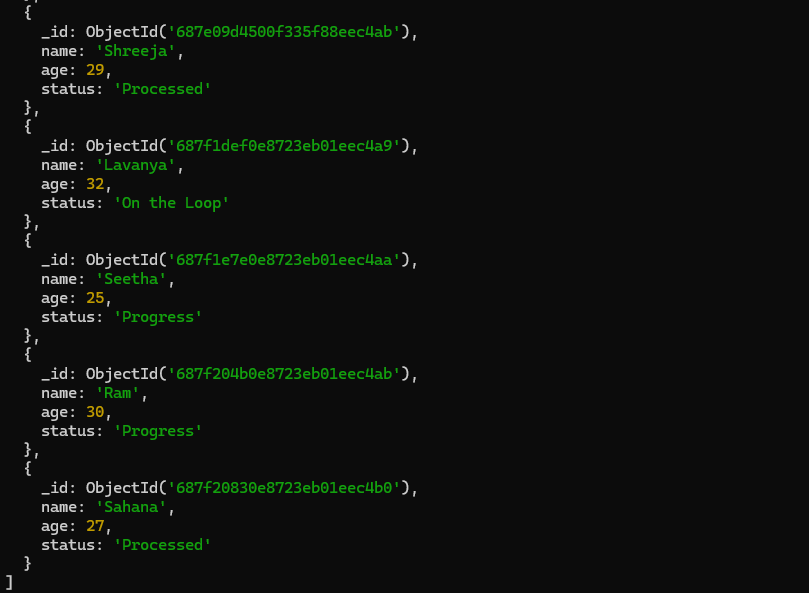 {
_id: ObjectId('687e09d4500f335f88eec4ab'),
name: 'Shreeja',
age: 29,
status: 'Processed'
},
{
_id: ObjectId('687f1def0e8723eb01eec4a9'),
name: 'Lavanya',
age: 32,
status: 'On the Loop'
},
{
_id: ObjectId('687f1e7e0e8723eb01eec4aa'),
name: 'Seetha',
age: 25,
status: 'Progress'
},
{
_id: ObjectId('687f204b0e8723eb01eec4ab'),
name: 'Ram',
age: 30,
status: 'Progress'
},
{
_id: ObjectId('687f20830e8723eb01eec4b0'),
name: 'Sahana',
age: 27,
status: 'Processed'
}
]